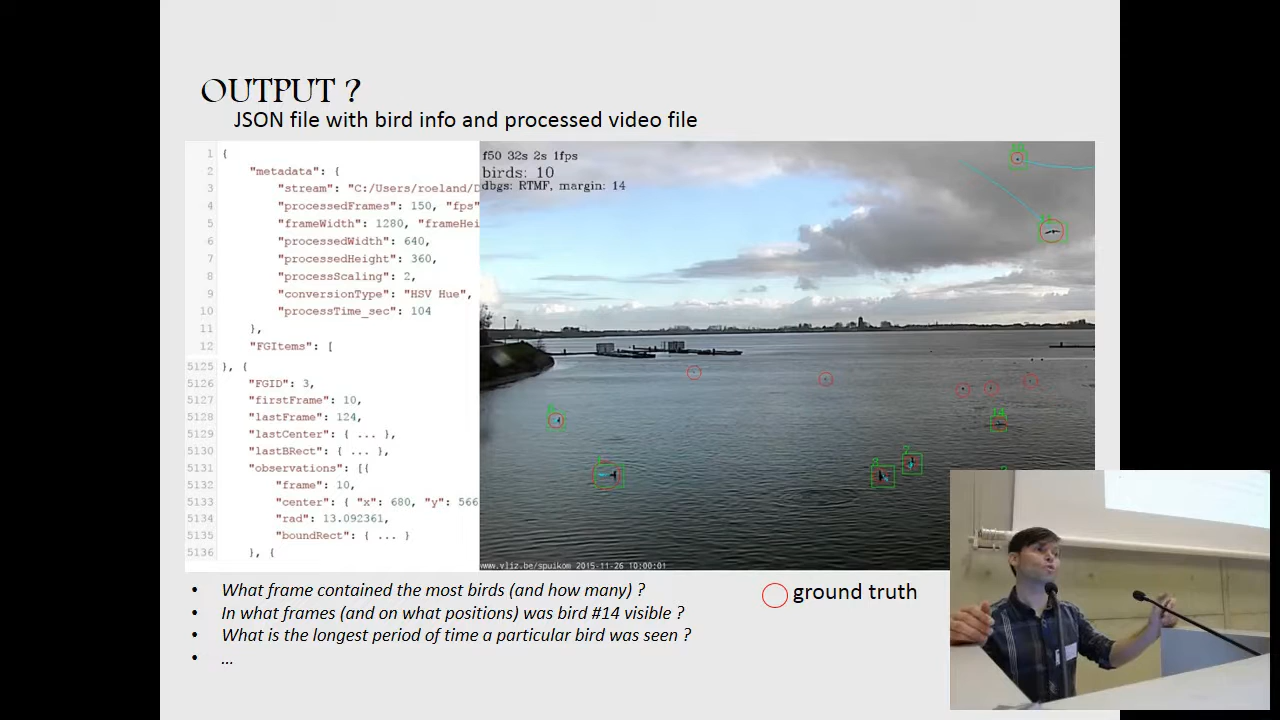 OUTPUT ?
JSON file with bird info and processed video file
1 {
2 "metadata": {
3 "stream": "C:/Users/roeland/D
4 "processedFrames": 150, "fps"
5 "frameWidth": 1280, "frameHei
6 "processedWidth": 640,
7 "processedHeight": 360,
8 "processScaling": 2,
9 "conversionType": "HSV Hue",
10 "processTime_sec": 104
11 },
12 "FGItems": [
5125 }, {
5126 "FGID": 3,
5127 "firstFrame": 10,
5128 "lastFrame": 124,
5129 "lastCenter": { ... },
5130 "lastBRect": { ... },
5131 "observations": [{
5132 "frame": 10,
5133 "center": { "x": 680, "y": 566
5134 "rad": 13.092361,
5135 "boundRect": { ... }
5136 }, {
f50 32s 2s 1fps
birds: 10
dbgs: RTMF, margin: 14
14
www.vliz.be/spuikom 2015-11-26 10:00:01
• What frame contained the most birds (and how many) ?
• In what frames (and on what positions) was bird #14 visible ?
• What is the longest period of time a particular bird was seen ?
• ...
ground truth